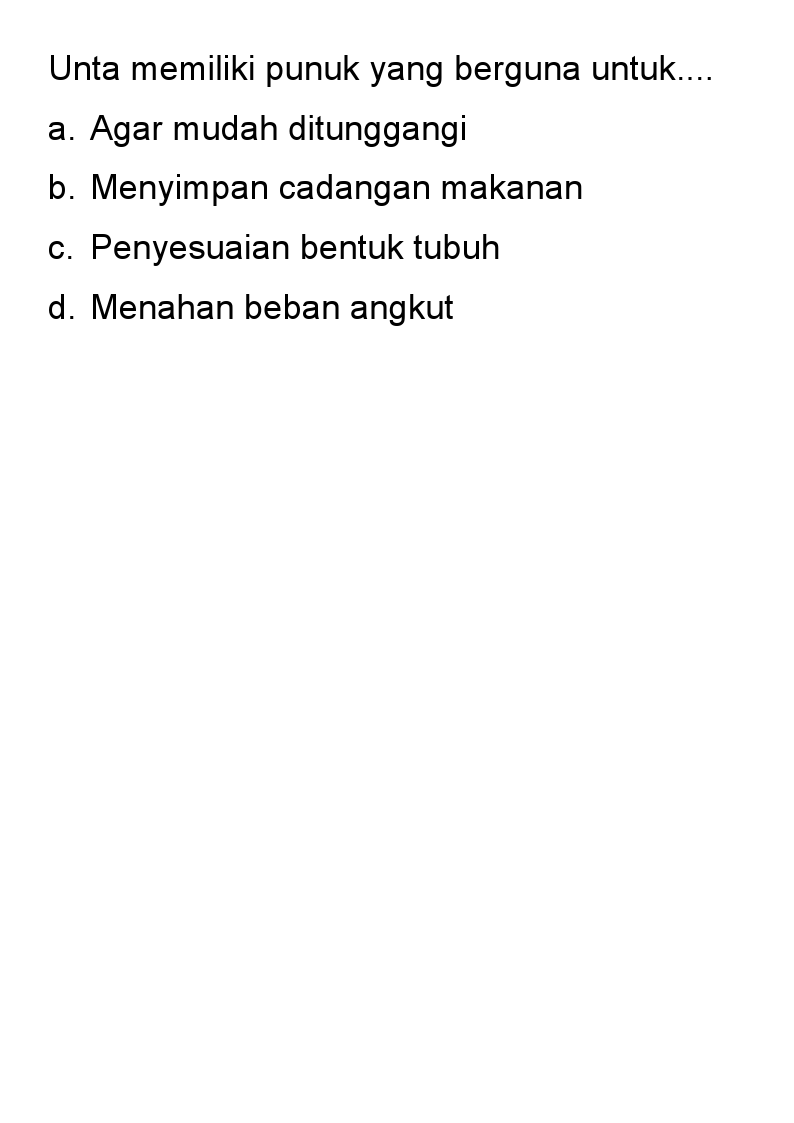 Unta memiliki punuk yang berguna untuk....
a. Agar mudah ditunggangi
b. Menyimpan cadangan makanan
c. Penyesuaian bentuk tubuh
d. Menahan beban angkut